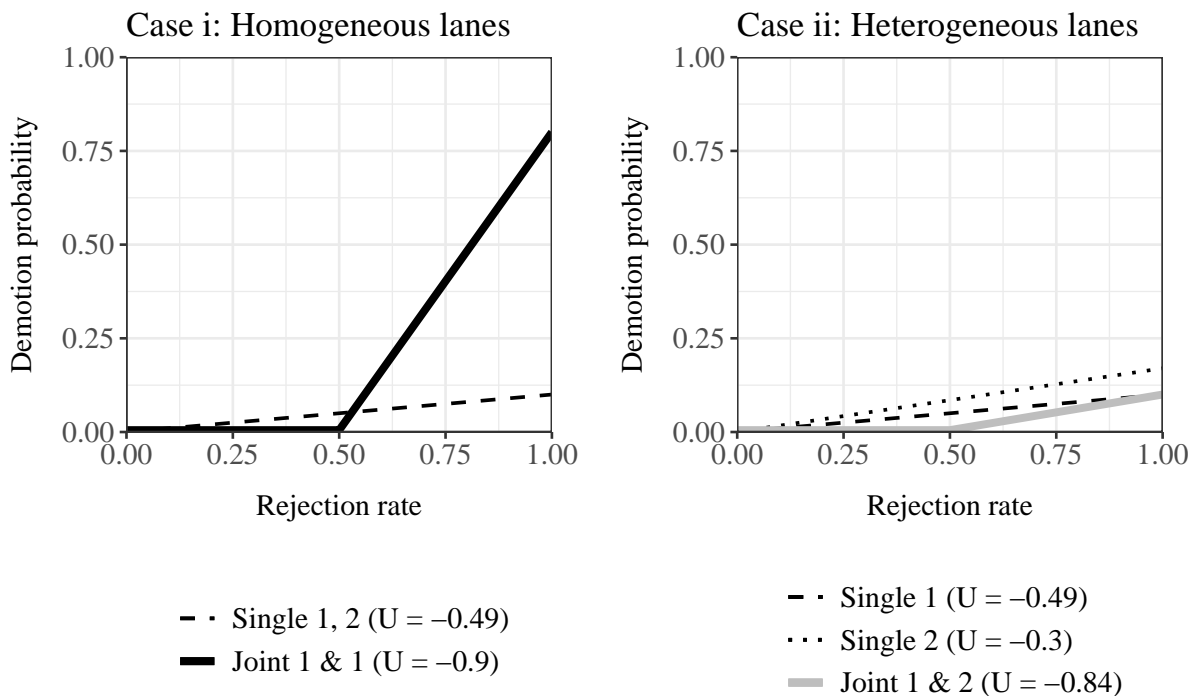 Case i: Homogeneous lanes
Demotion probability
1.00
0.75
0.50
0.25
0.00
0.00 0.25 0.50 0.75 1.00
Rejection rate
Single 1, 2 (U = −0.49)
Joint 1 & 1 (U = −0.9)
Case ii: Heterogeneous lanes
Demotion probability
1.00
0.75
0.50
0.25
0.00
0.00 0.25 0.50 0.75 1.00
Rejection rate
Single 1 (U = −0.49)
Single 2 (U = −0.3)
Joint 1 & 2 (U = −0.84)